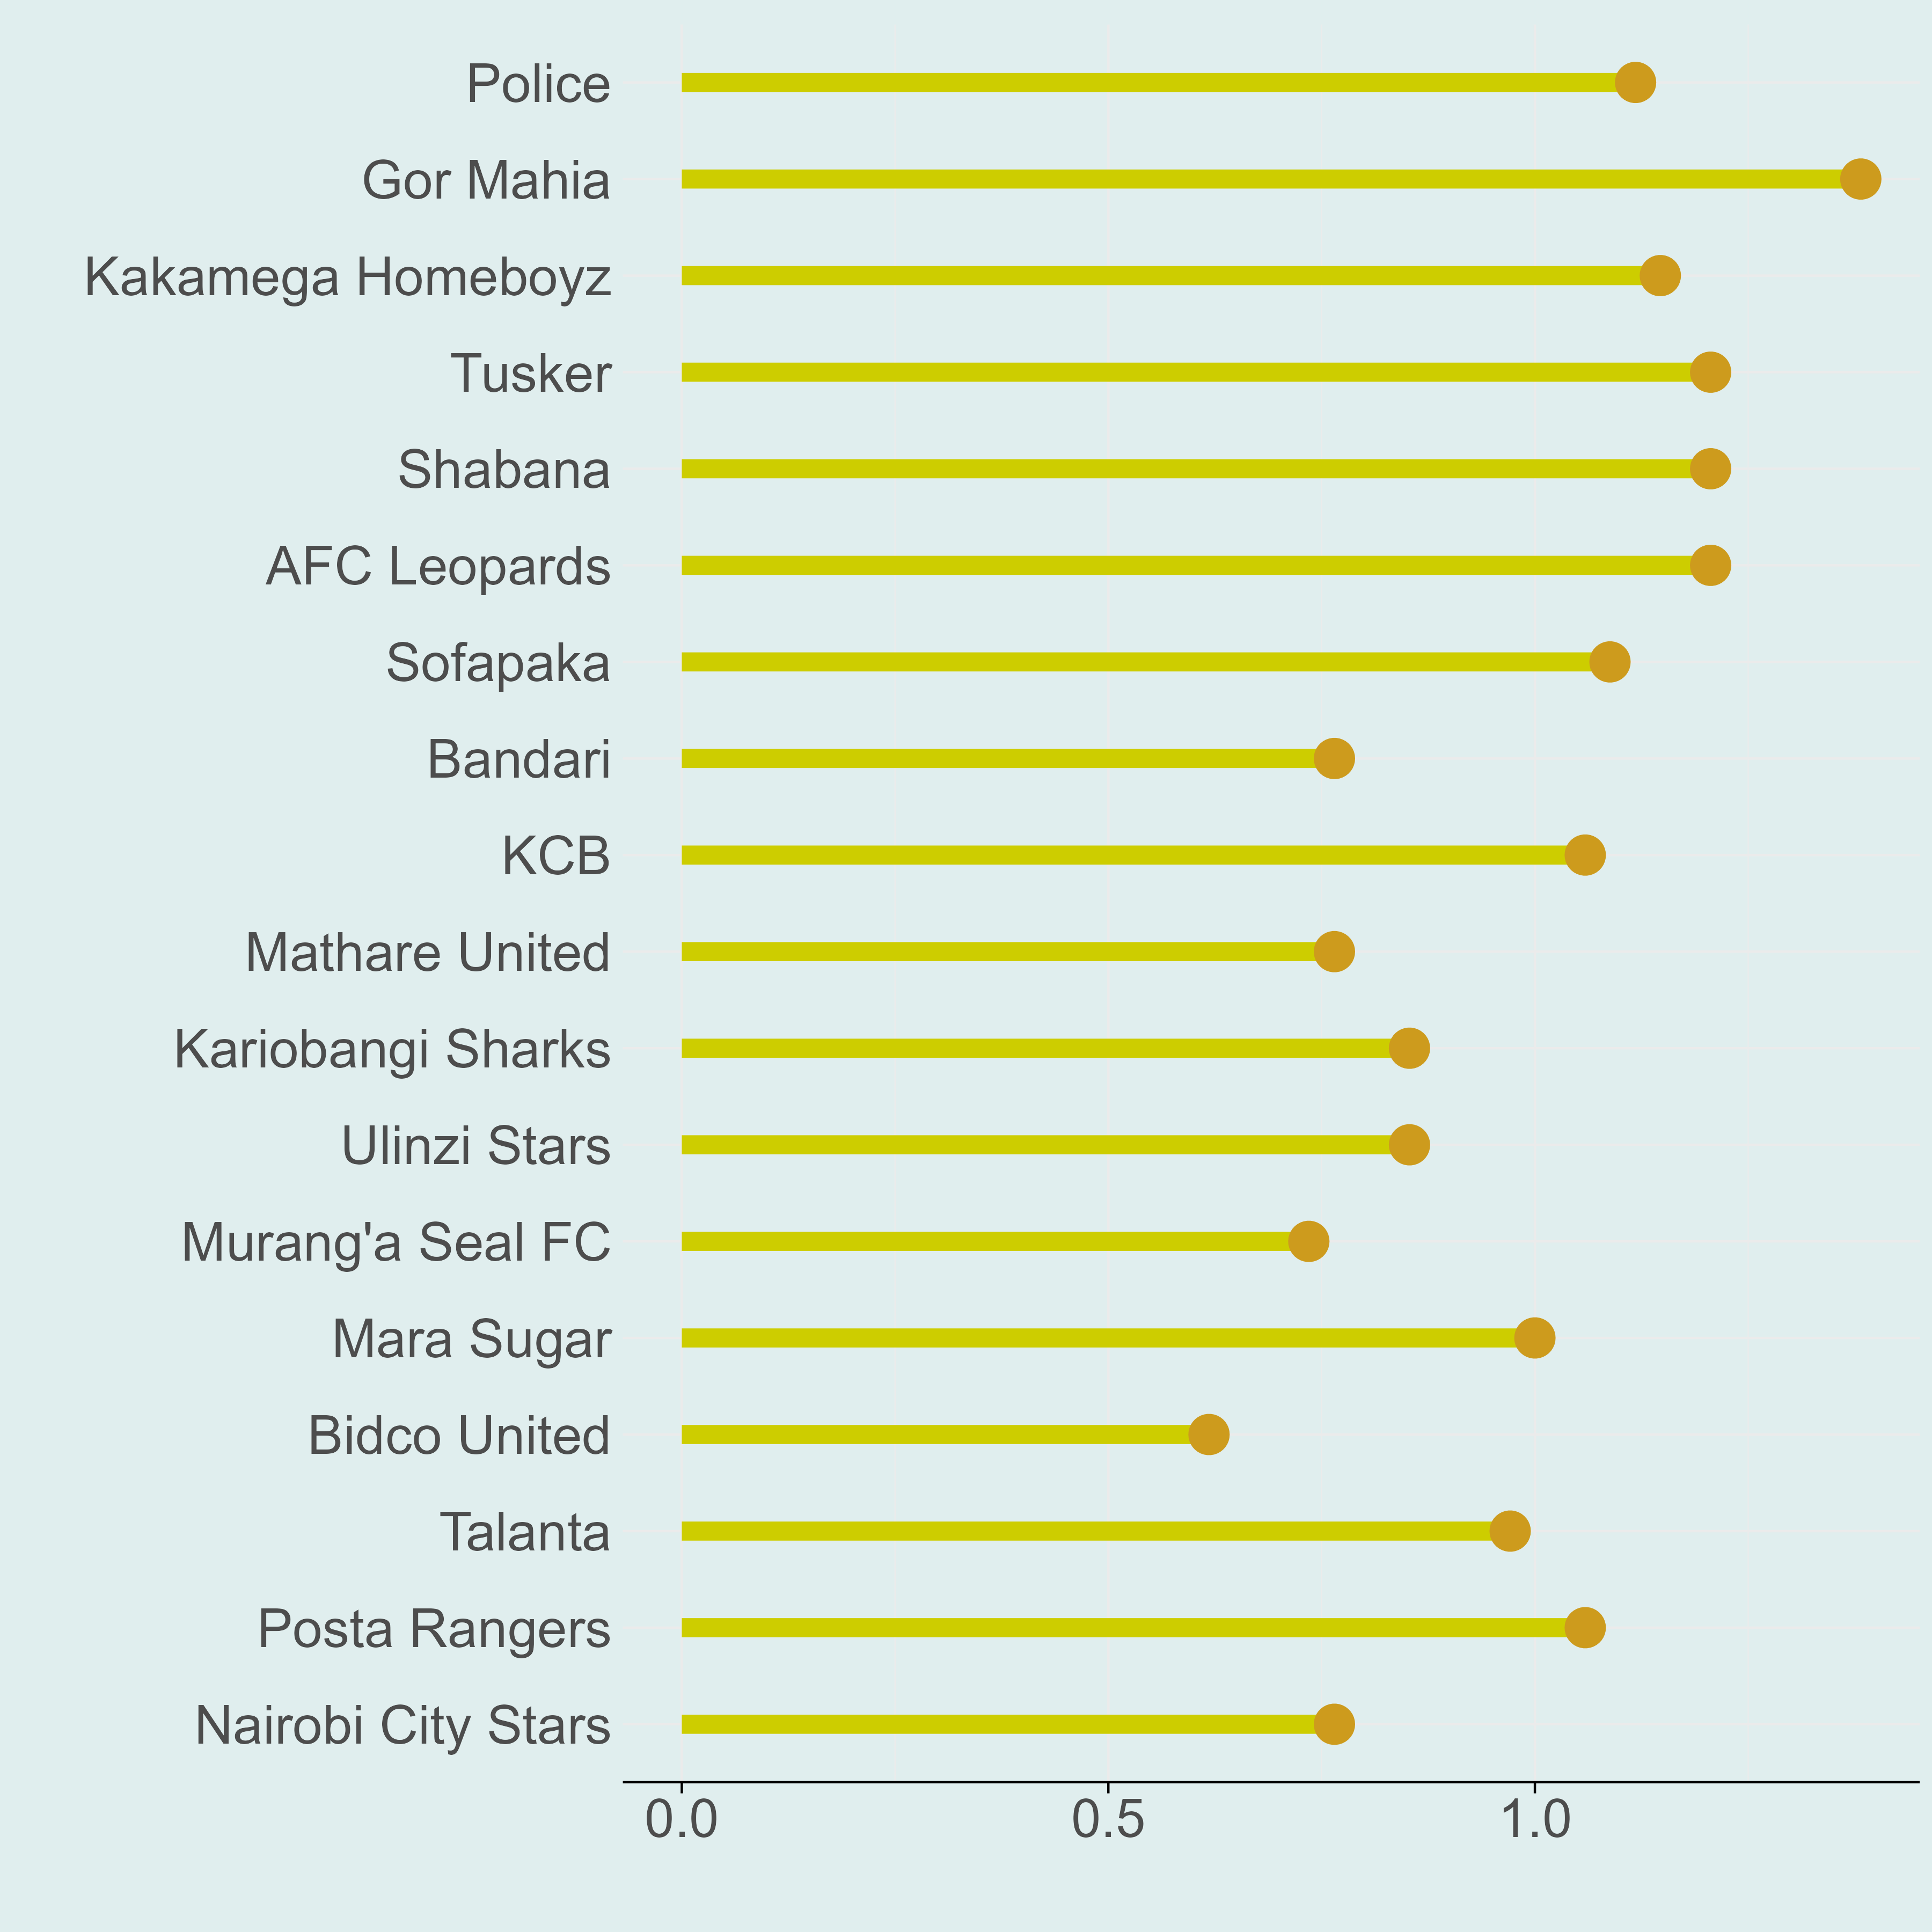 Police
Gor Mahia
Kakamega Homeboyz
Tusker
Shabana
AFC Leopards
Sofapaka
Bandari
KCB
Mathare United
Kariobangi Sharks
Ulinzi Stars
Murang'a Seal FC
Mara Sugar
Bidco United
Talanta
Posta Rangers
Nairobi City Stars
0.0 0.5 1.0